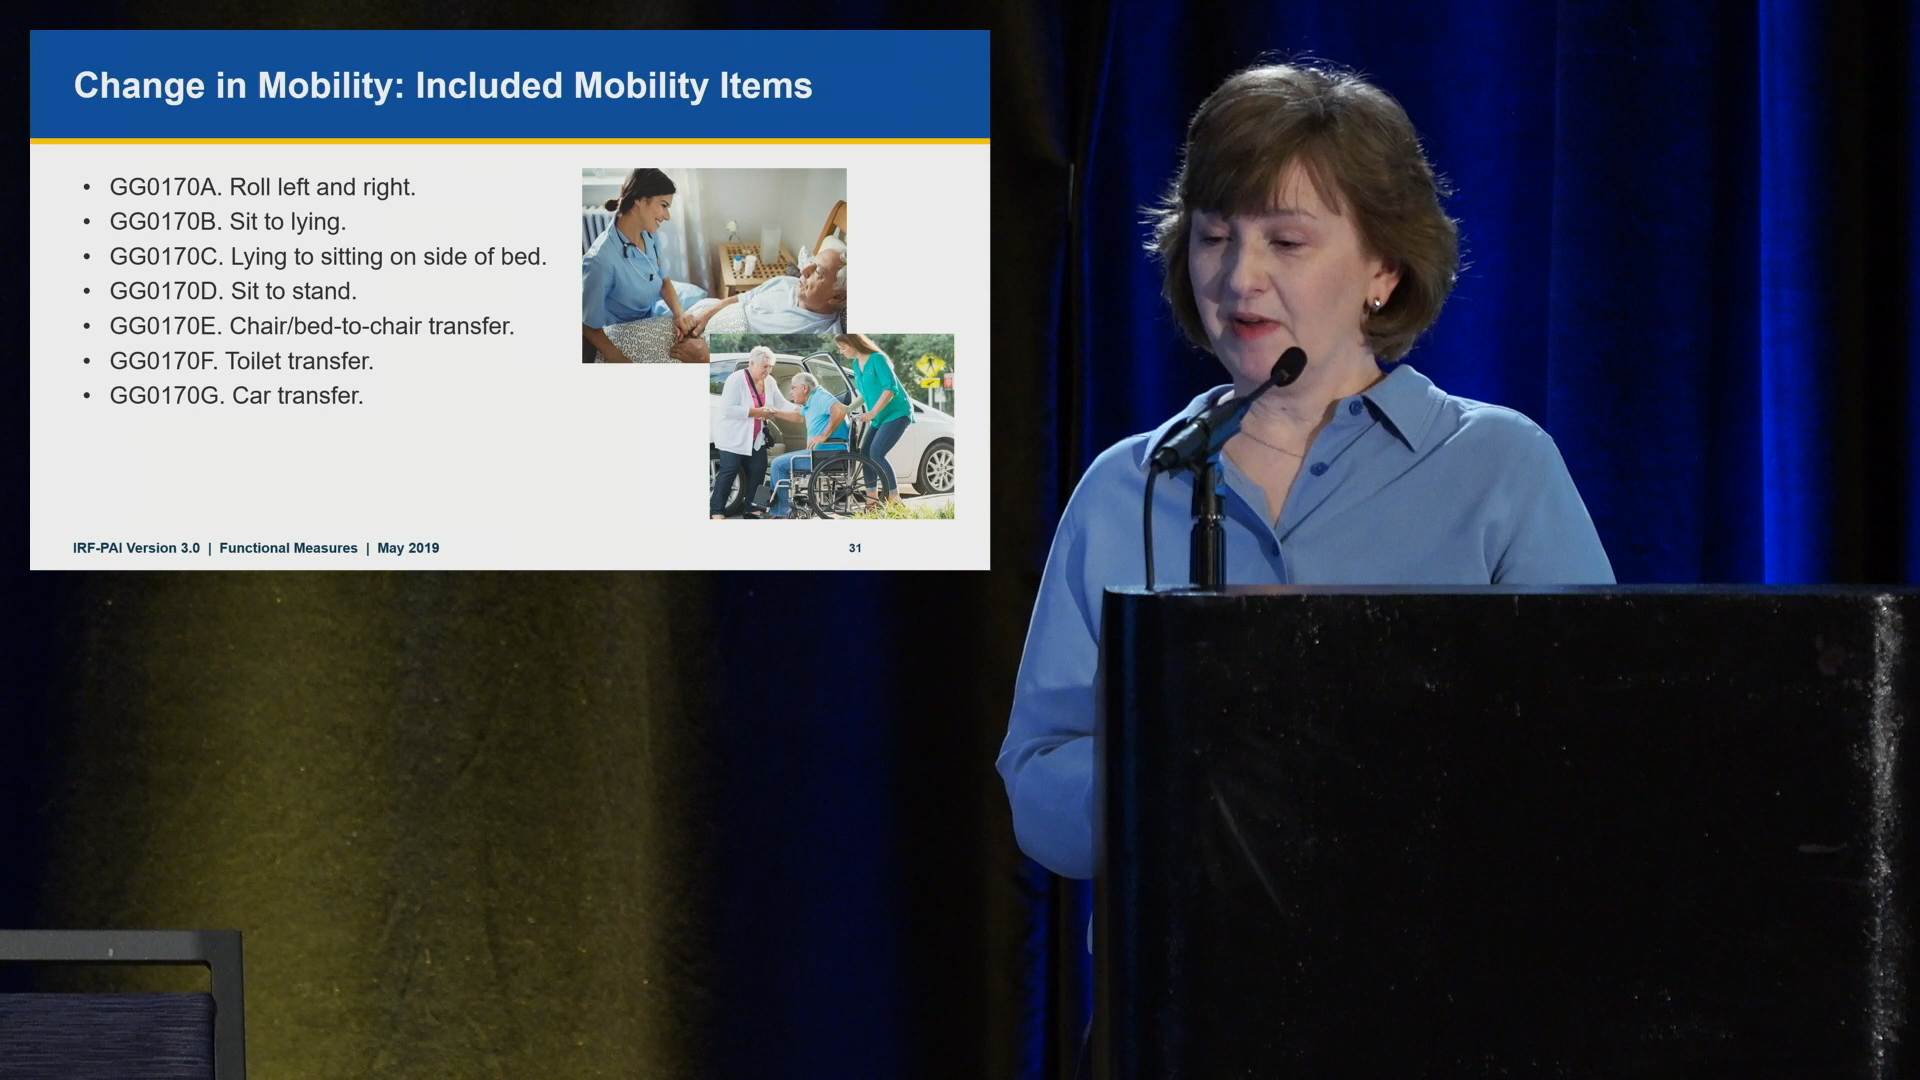 Change in Mobility: Included Mobility Items
• GG0170A. Roll left and right.
• GG0170B. Sit to lying.
• GG0170C. Lying to sitting on side of bed.
• GG0170D. Sit to stand.
• GG0170E. Chair/bed-to-chair transfer.
• GG0170F. Toilet transfer.
• GG0170G. Car transfer.
IRF-PAI Version 3.0 | Functional Measures | May 2019
31